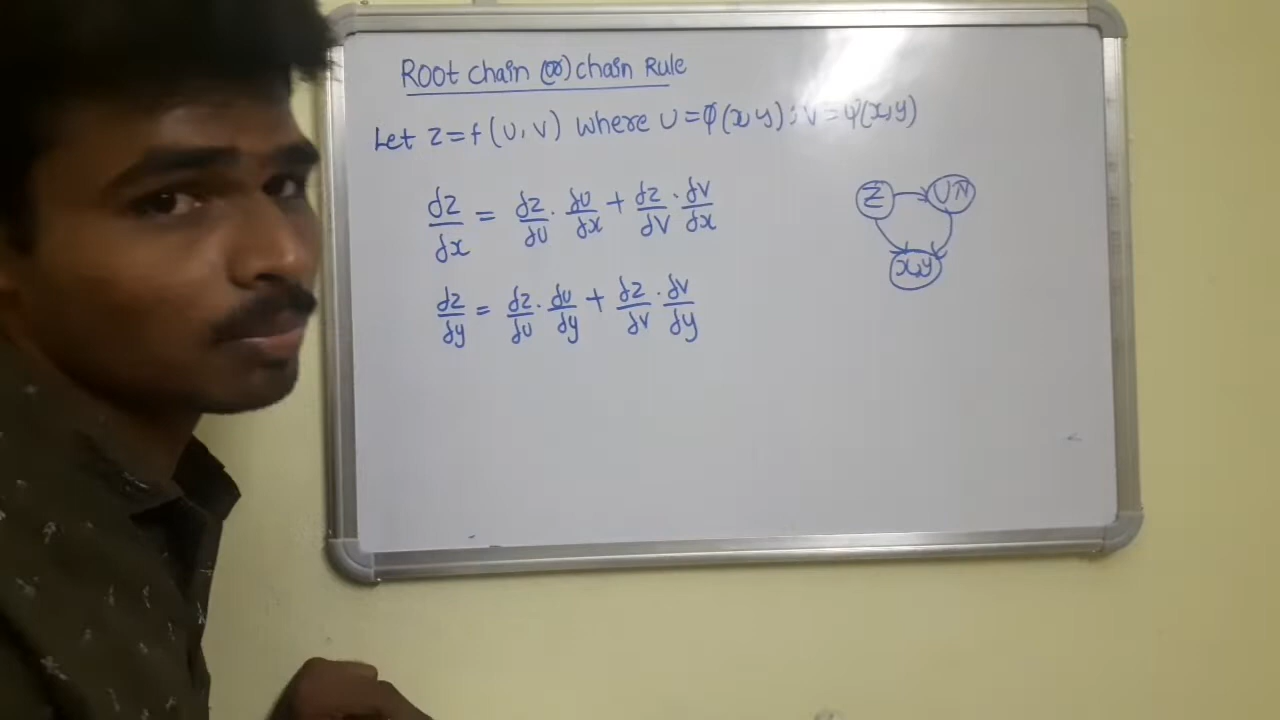 Root chain (or) chain Rule
Let z = f(u, v) where u = φ(x, y) ; v = ψ(x, y)
∂z/∂x = ∂z/∂u · ∂u/∂x + ∂z/∂v · ∂v/∂x
∂z/∂y = ∂z/∂u · ∂u/∂y + ∂z/∂v · ∂v/∂y
z
u,v
x,y